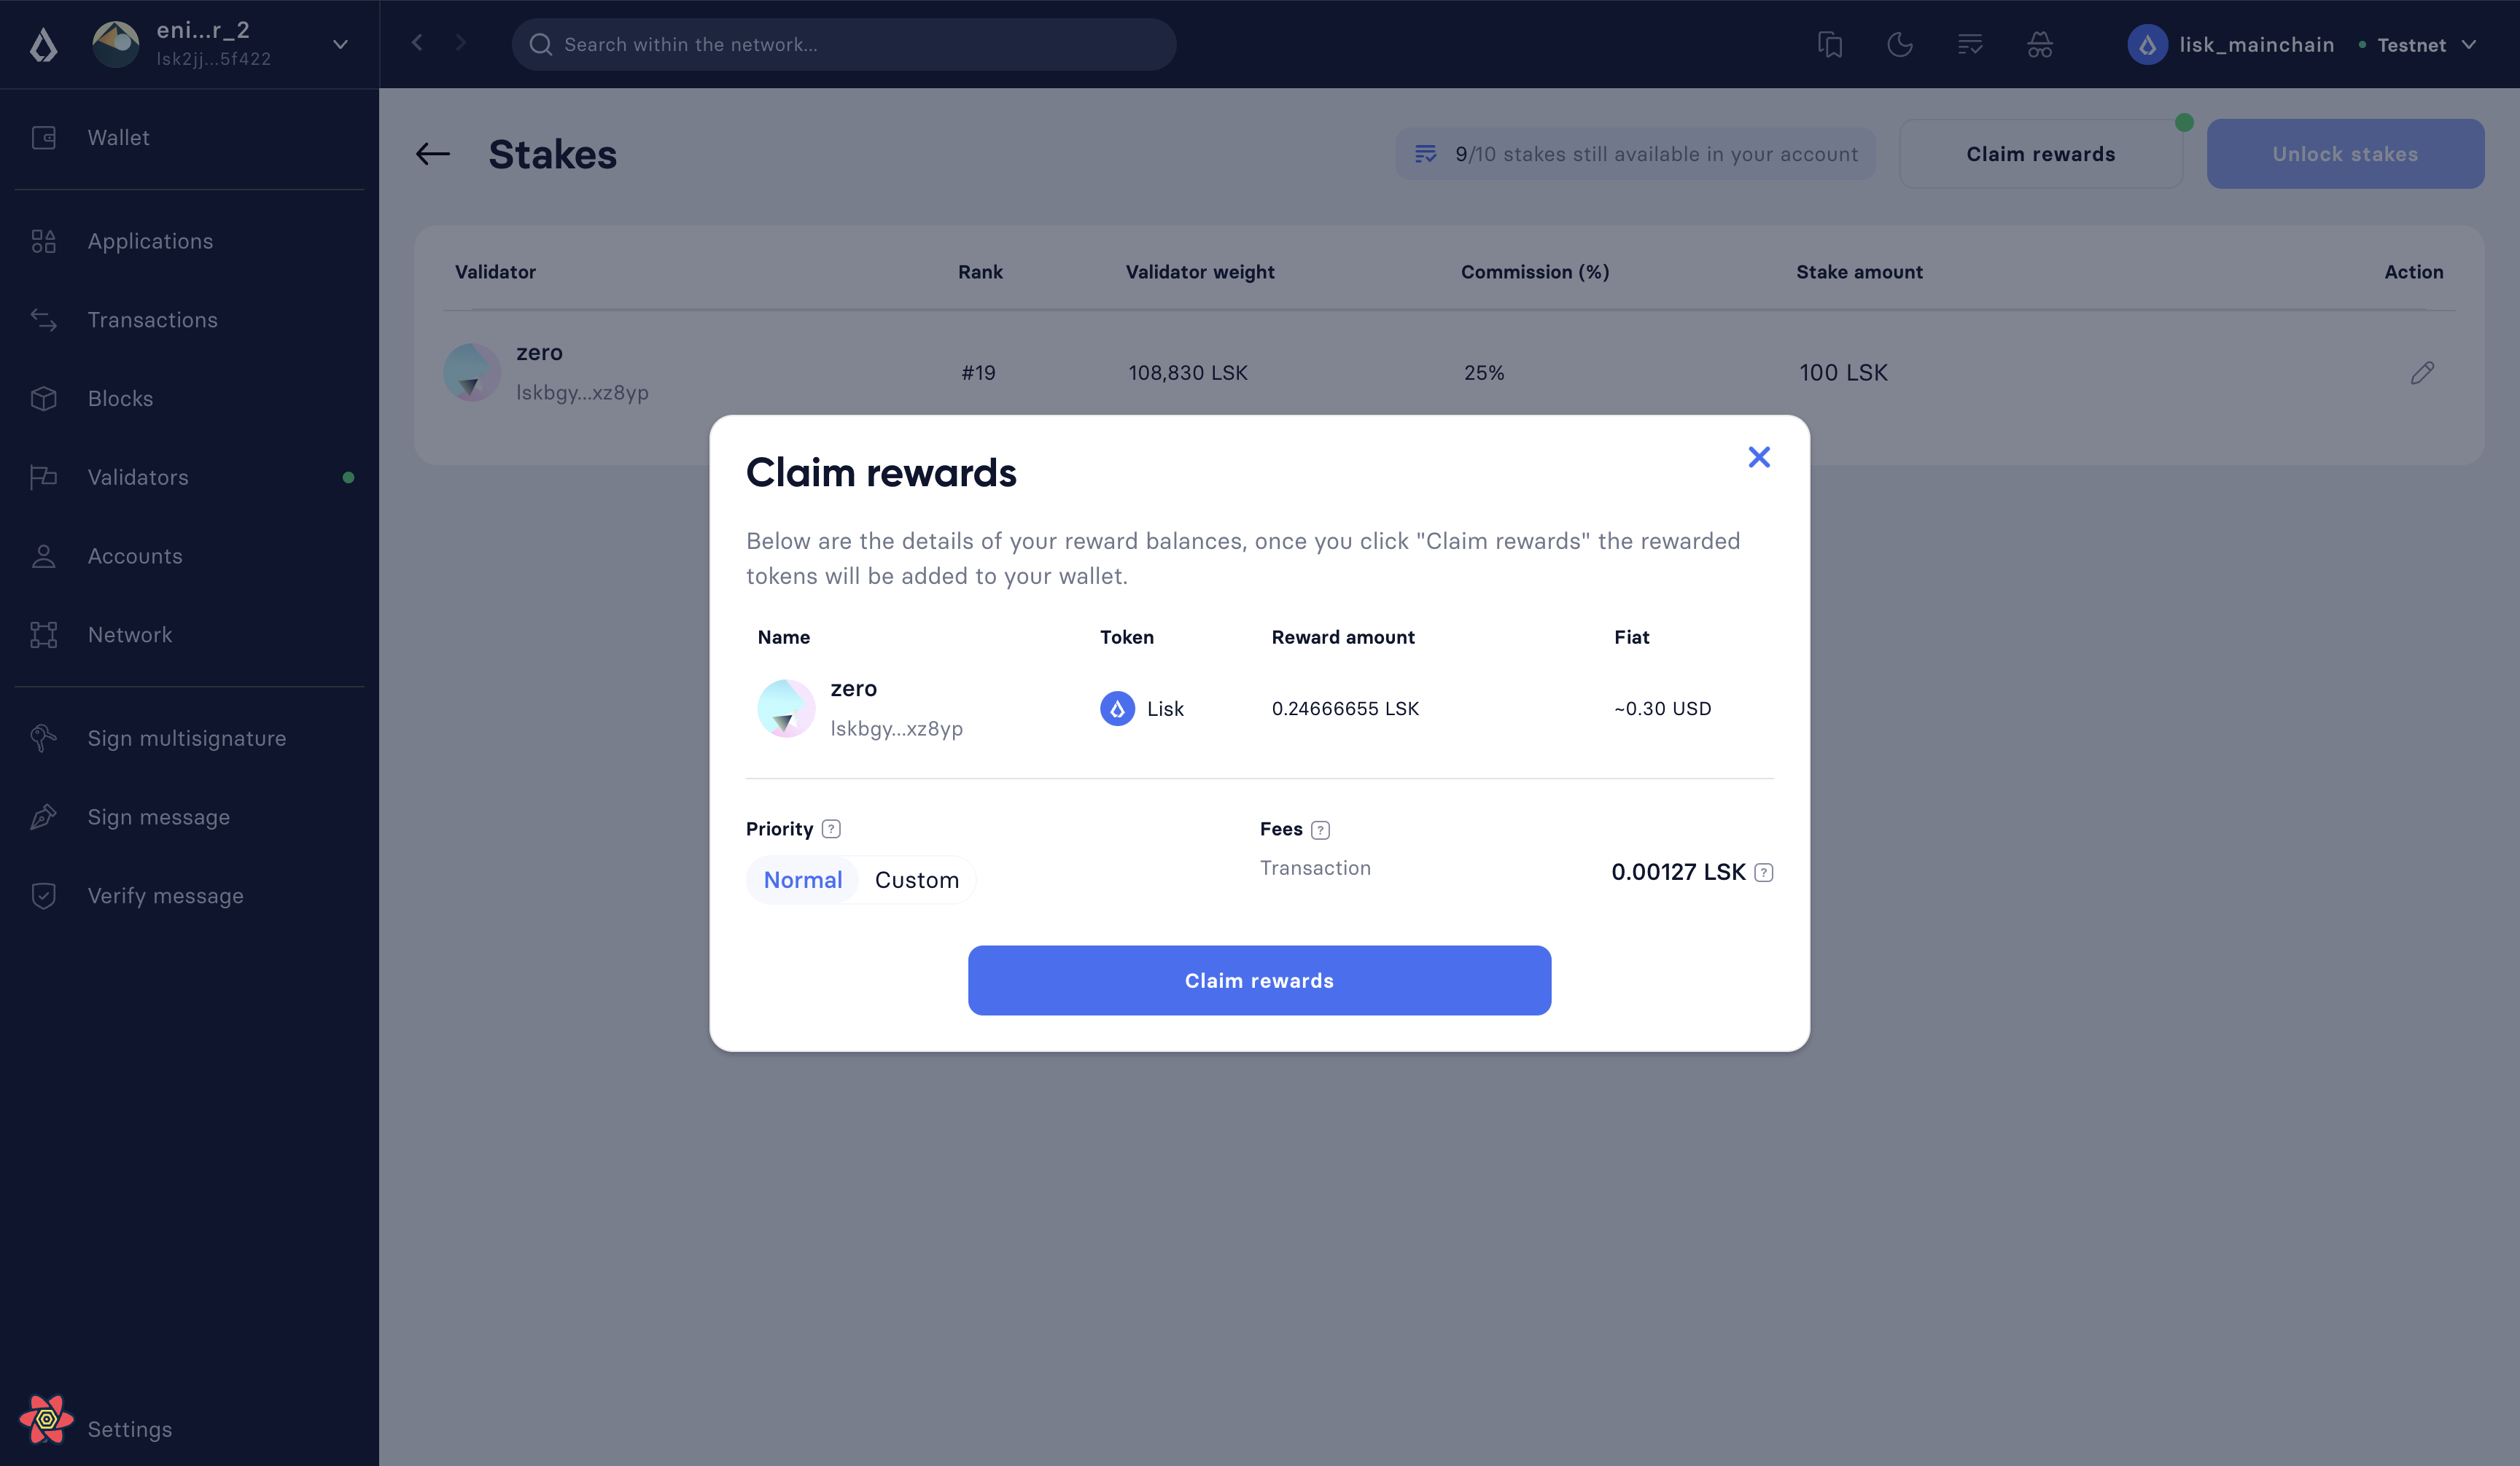 eni...r_2
lsk2jj...5f422
Search within the network...
lisk_mainchain
Testnet
Wallet
Applications
Transactions
Blocks
Validators
Accounts
Network
Sign multisignature
Sign message
Verify message
Settings
Stakes
9/10 stakes still available in your account
Claim rewards
Unlock stakes
Validator Rank Validator weight Commission (%) Stake amount Action
zero
lskbgy...xz8yp
#19 108,830 LSK 25% 100 LSK
Claim rewards
Below are the details of your reward balances, once you click "Claim rewards" the rewarded
tokens will be added to your wallet.
Name Token Reward amount Fiat
zero
lskbgy...xz8yp
Lisk 0.24666655 LSK ~0.30 USD
Priority ?
Normal Custom
Fees ?
Transaction 0.00127 LSK ?
Claim rewards